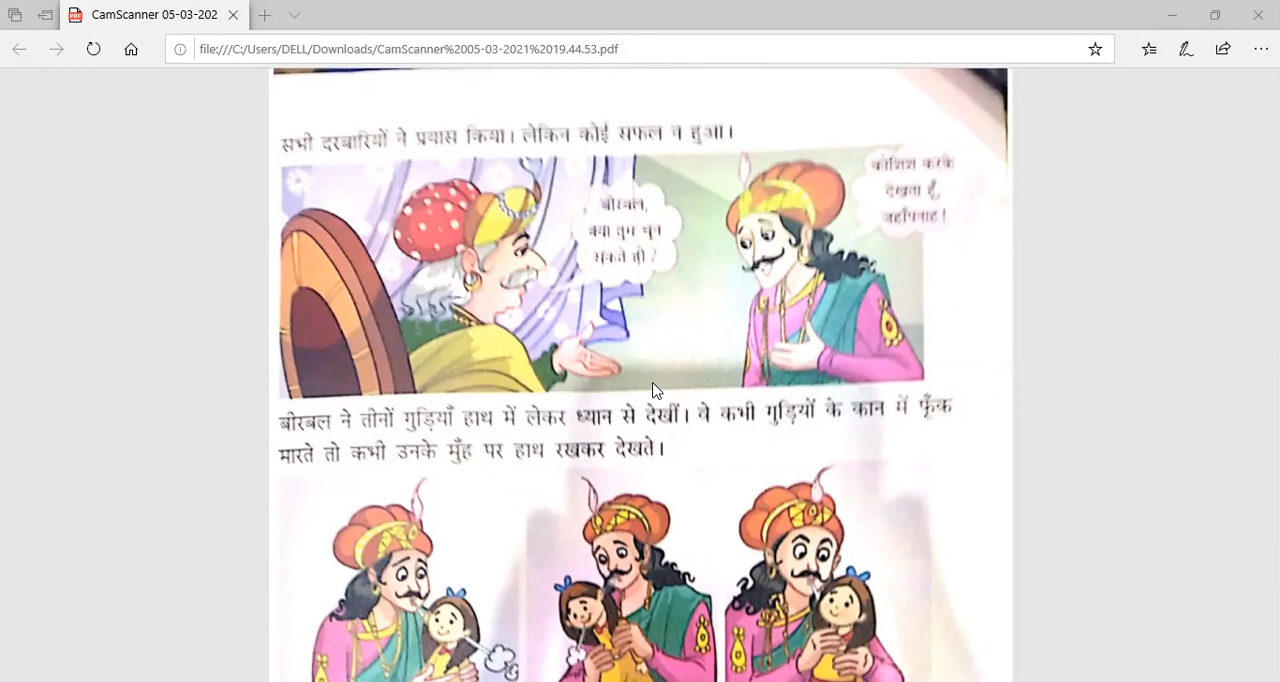 CamScanner 05-03-202
file:///C:/Users/DELL/Downloads/CamScanner%2005-03-2021%2019.44.53.pdf
सभी दरबारियों ने प्रयास किया। लेकिन कोई सफल न हुआ।
बीरबल,
क्या तुम चुन
सकते हो?
कोशिश करके
देखता हूँ,
जहाँपनाह!
बीरबल ने तीनों गुड़ियाँ हाथ में लेकर ध्यान से देखीं। वे कभी गुड़ियों के कान में फूँक
मारते तो कभी उनके मुँह पर हाथ रखकर देखते।